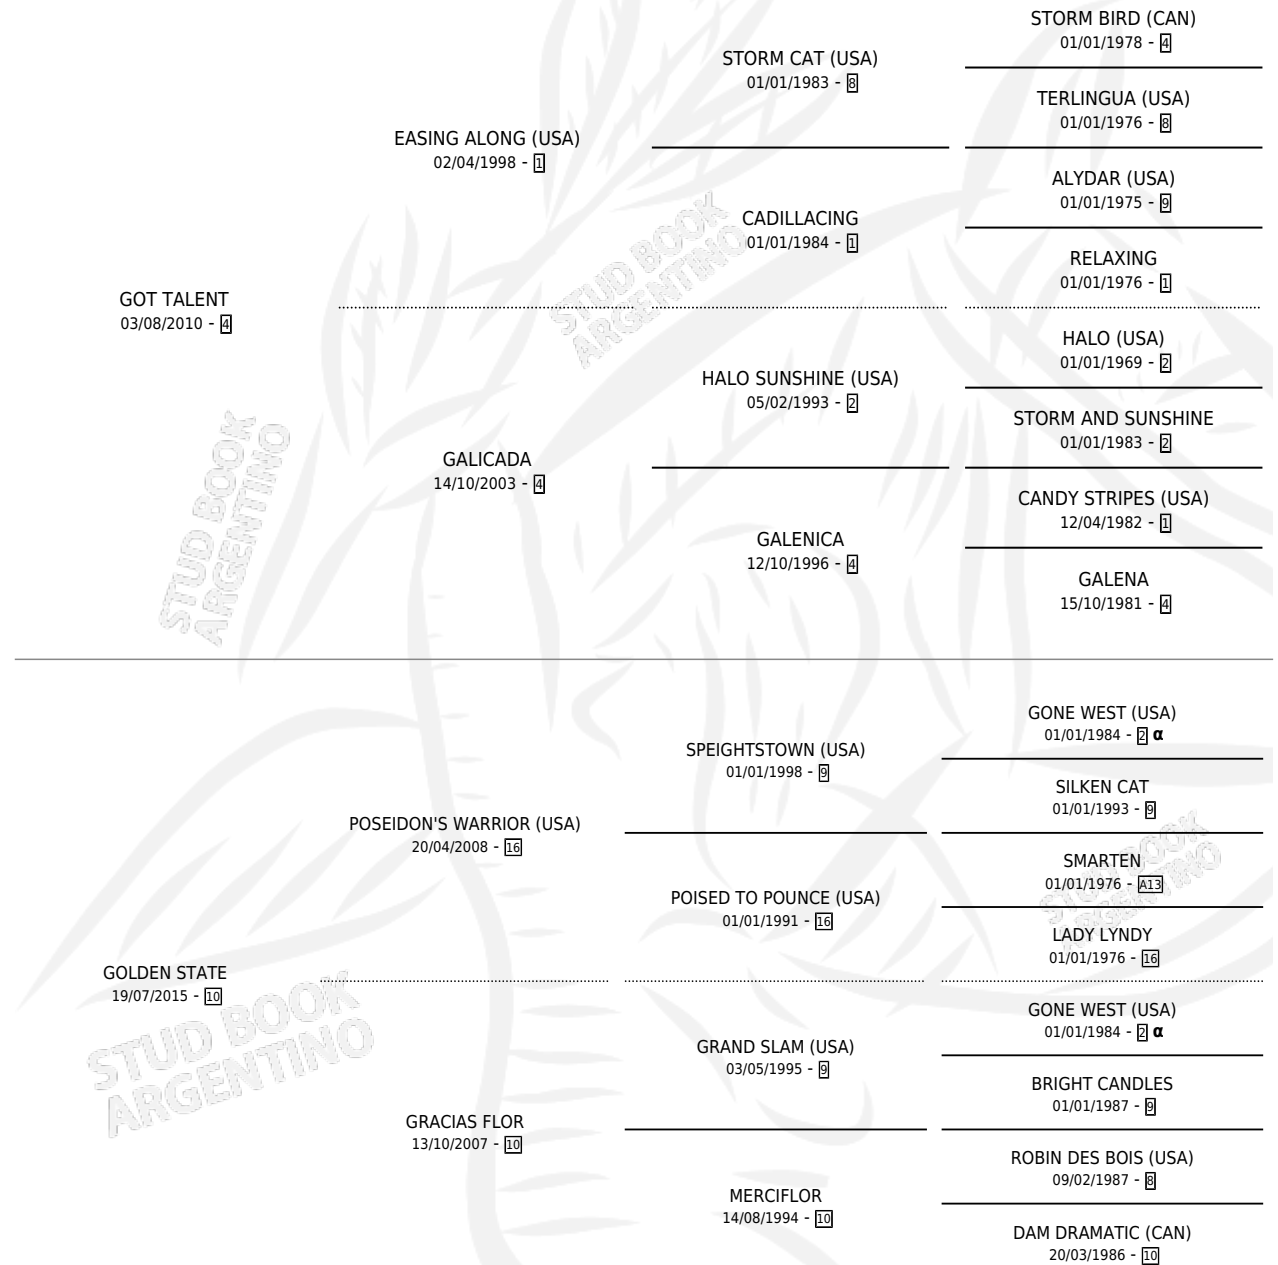 STORM BIRD (CAN)
01/01/1978 - 4
STORM CAT (USA)
01/01/1983 - 8
TERLINGUA (USA)
01/01/1976 - 8
EASING ALONG (USA)
02/04/1998 - 1
ALYDAR (USA)
01/01/1975 - 9
CADILLACING
01/01/1984 - 1
RELAXING
01/01/1976 - 1
GOT TALENT
03/08/2010 - 4
HALO (USA)
01/01/1969 - 2
HALO SUNSHINE (USA)
05/02/1993 - 2
STORM AND SUNSHINE
01/01/1983 - 2
GALICADA
14/10/2003 - 4
CANDY STRIPES (USA)
12/04/1982 - 1
GALENICA
12/10/1996 - 4
GALENA
15/10/1981 - 4
STUD BOOK
ARGENTINO
STUD BOOK
ARGENTINO
GONE WEST (USA)
01/01/1984 - 2 α
SPEIGHTSTOWN (USA)
01/01/1998 - 9
SILKEN CAT
01/01/1993 - 9
POSEIDON'S WARRIOR (USA)
20/04/2008 - 16
SMARTEN
01/01/1976 - A13
POISED TO POUNCE (USA)
01/01/1991 - 16
LADY LYNDY
01/01/1976 - 16
GOLDEN STATE
19/07/2015 - 10
GONE WEST (USA)
01/01/1984 - 2 α
GRAND SLAM (USA)
03/05/1995 - 9
BRIGHT CANDLES
01/01/1987 - 9
GRACIAS FLOR
13/10/2007 - 10
ROBIN DES BOIS (USA)
09/02/1987 - 8
MERCIFLOR
14/08/1994 - 10
DAM DRAMATIC (CAN)
20/03/1986 - 10
STUD BOOK
ARGENTINO
STUD BOOK
ARGENTINO